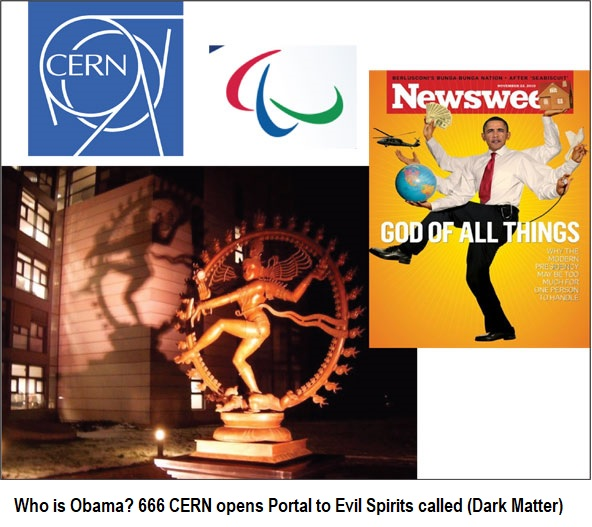 CERN
BERLUSCONI'S BUNGA-BUNGA NATION • AFTER 'SEABISCUIT'
NOVEMBER 22, 2010
Newswee
GOD OF ALL THINGS
WHY THE
MODERN
PRESIDENCY
MAY BE TOO
MUCH FOR
ONE PERSON
TO HANDLE
Who is Obama? 666 CERN opens Portal to Evil Spirits called (Dark Matter)